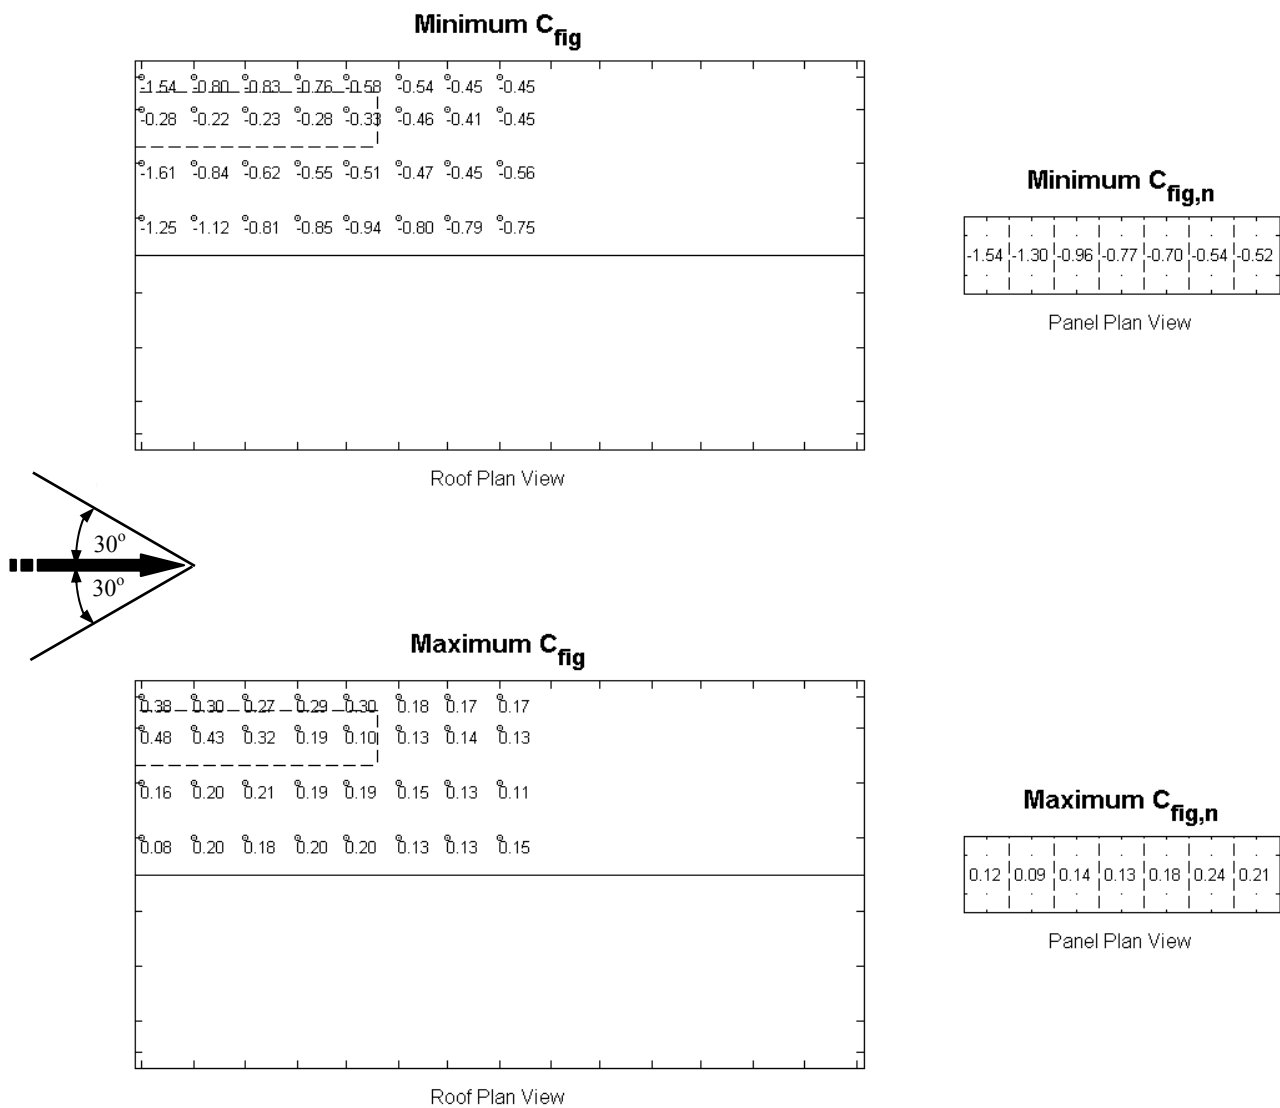 Minimum Cfig
-1.54 -0.80 -0.83 -0.76 -0.58 -0.54 -0.45 -0.45
-0.28 -0.22 -0.23 -0.28 -0.33 -0.46 -0.41 -0.45
-1.61 -0.84 -0.62 -0.55 -0.51 -0.47 -0.45 -0.56
-1.25 -1.12 -0.81 -0.85 -0.94 -0.80 -0.79 -0.75
Roof Plan View
Minimum Cfig,n
-1.54 -1.30 -0.96 -0.77 -0.70 -0.54 -0.52
Panel Plan View
30°
30°
Maximum Cfig
0.38 0.30 0.27 0.29 0.30 0.18 0.17 0.17
0.48 0.43 0.32 0.19 0.10 0.13 0.14 0.13
0.16 0.20 0.21 0.19 0.19 0.15 0.13 0.11
0.08 0.20 0.18 0.20 0.20 0.13 0.13 0.15
Roof Plan View
Maximum Cfig,n
0.12 0.09 0.14 0.13 0.18 0.24 0.21
Panel Plan View